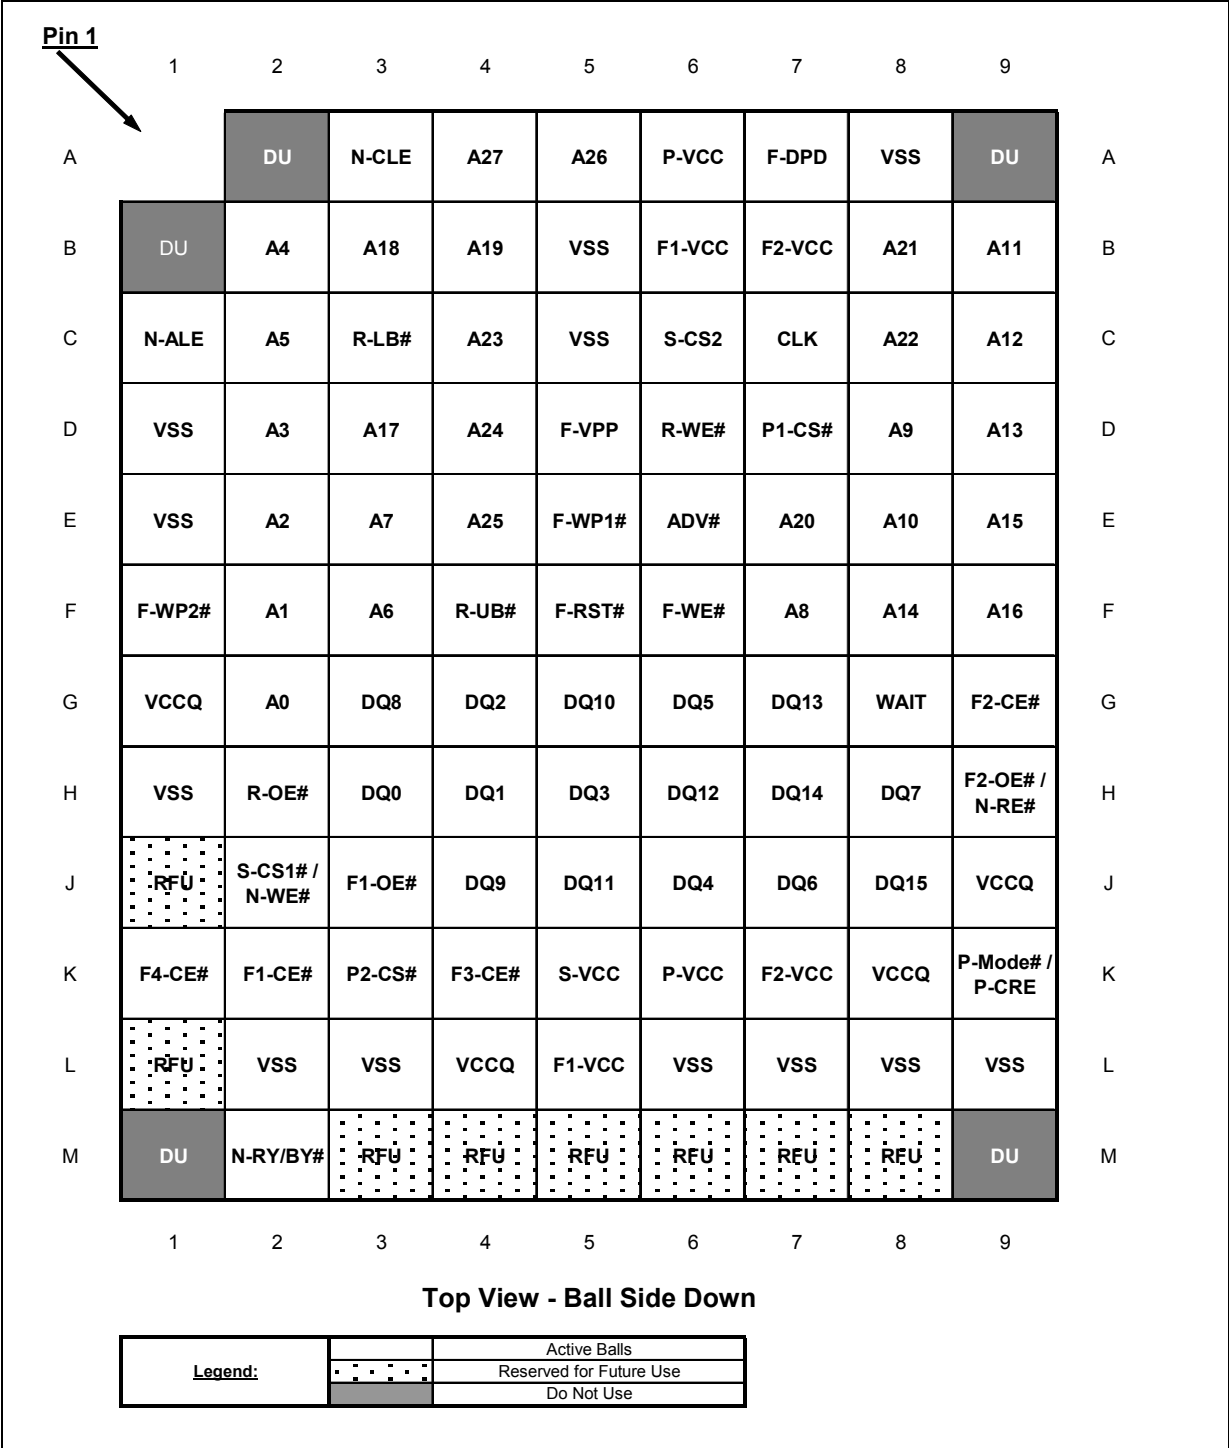 Pin 1
1 2 3 4 5 6 7 8 9
A DU N-CLE A27 A26 P-VCC F-DPD VSS DU A
B DU A4 A18 A19 VSS F1-VCC F2-VCC A21 A11 B
C N-ALE A5 R-LB# A23 VSS S-CS2 CLK A22 A12 C
D VSS A3 A17 A24 F-VPP R-WE# P1-CS# A9 A13 D
E VSS A2 A7 A25 F-WP1# ADV# A20 A10 A15 E
F F-WP2# A1 A6 R-UB# F-RST# F-WE# A8 A14 A16 F
G VCCQ A0 DQ8 DQ2 DQ10 DQ5 DQ13 WAIT F2-CE# G
H VSS R-OE# DQ0 DQ1 DQ3 DQ12 DQ14 DQ7 F2-OE# / N-RE# H
J RFU S-CS1# / N-WE# F1-OE# DQ9 DQ11 DQ4 DQ6 DQ15 VCCQ J
K F4-CE# F1-CE# P2-CS# F3-CE# S-VCC P-VCC F2-VCC VCCQ P-Mode# / P-CRE K
L RFU VSS VSS VCCQ F1-VCC VSS VSS VSS VSS L
M DU N-RY/BY# RFU RFU RFU RFU RFU RFU DU M
1 2 3 4 5 6 7 8 9
Top View - Ball Side Down
Legend:
Active Balls
Reserved for Future Use
Do Not Use